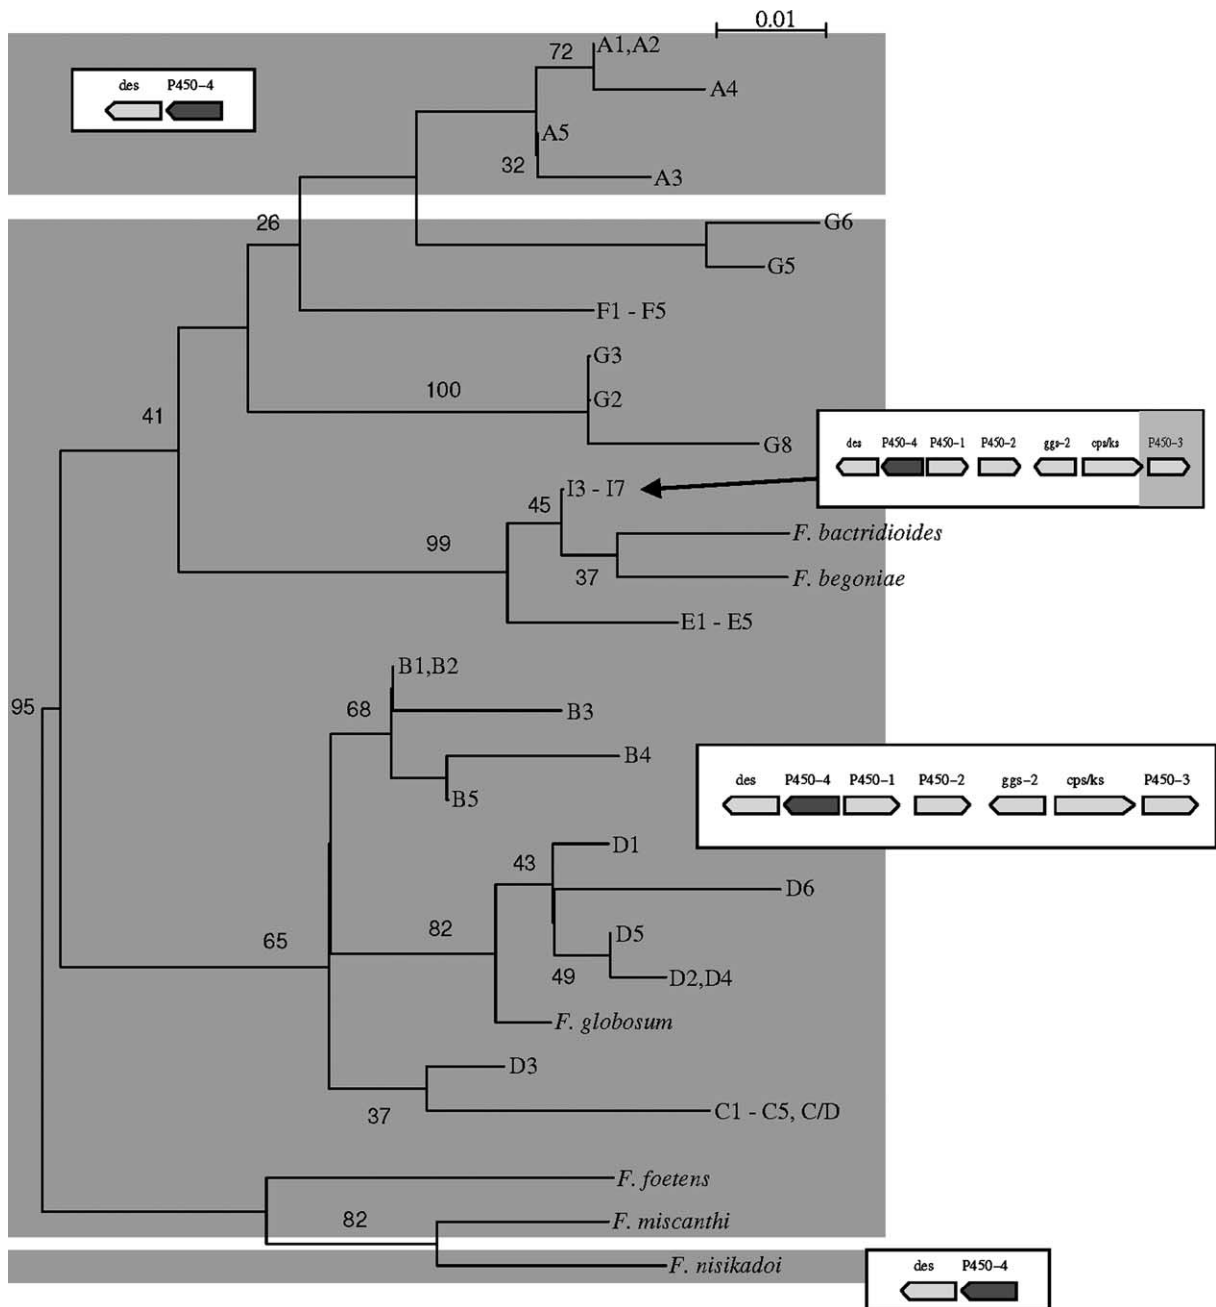 0.01
72
A1,A2
des P450-4
A4
A5
32
A3
26
G6
G5
F1 - F5
G3
100
G2
41
G8
des P450-4 P450-1 P450-2 ggs-2 cps/ks P450-3
I3 - I7
45
F. bactridioides
99
37
F. begoniae
E1 - E5
B1,B2
95
68
B3
B4
des P450-4 P450-1 P450-2 ggs-2 cps/ks P450-3
B5
D1
43
D6
82
D5
65
49
D2,D4
F. globosum
D3
37
C1 - C5, C/D
F. foetens
82
F. miscanthi
F. nisikadoi
des P450-4